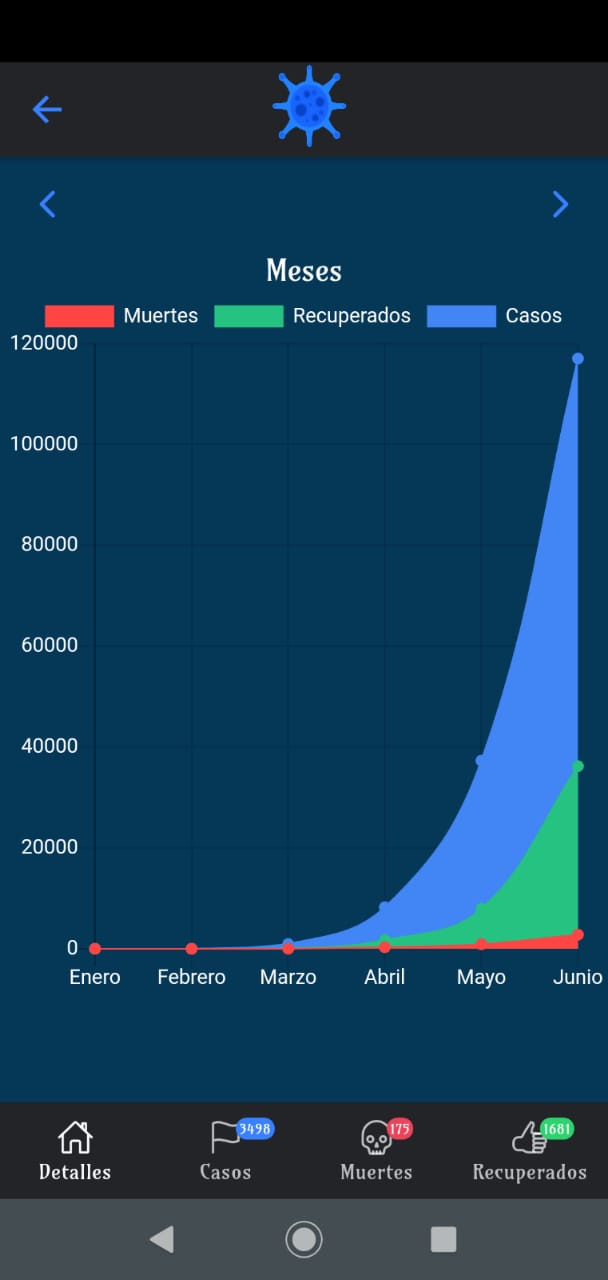 Meses
Muertes Recuperados Casos
120000
100000
80000
60000
40000
20000
0
Enero Febrero Marzo Abril Mayo Junio
3498 175 1681
Detalles Casos Muertes Recuperados